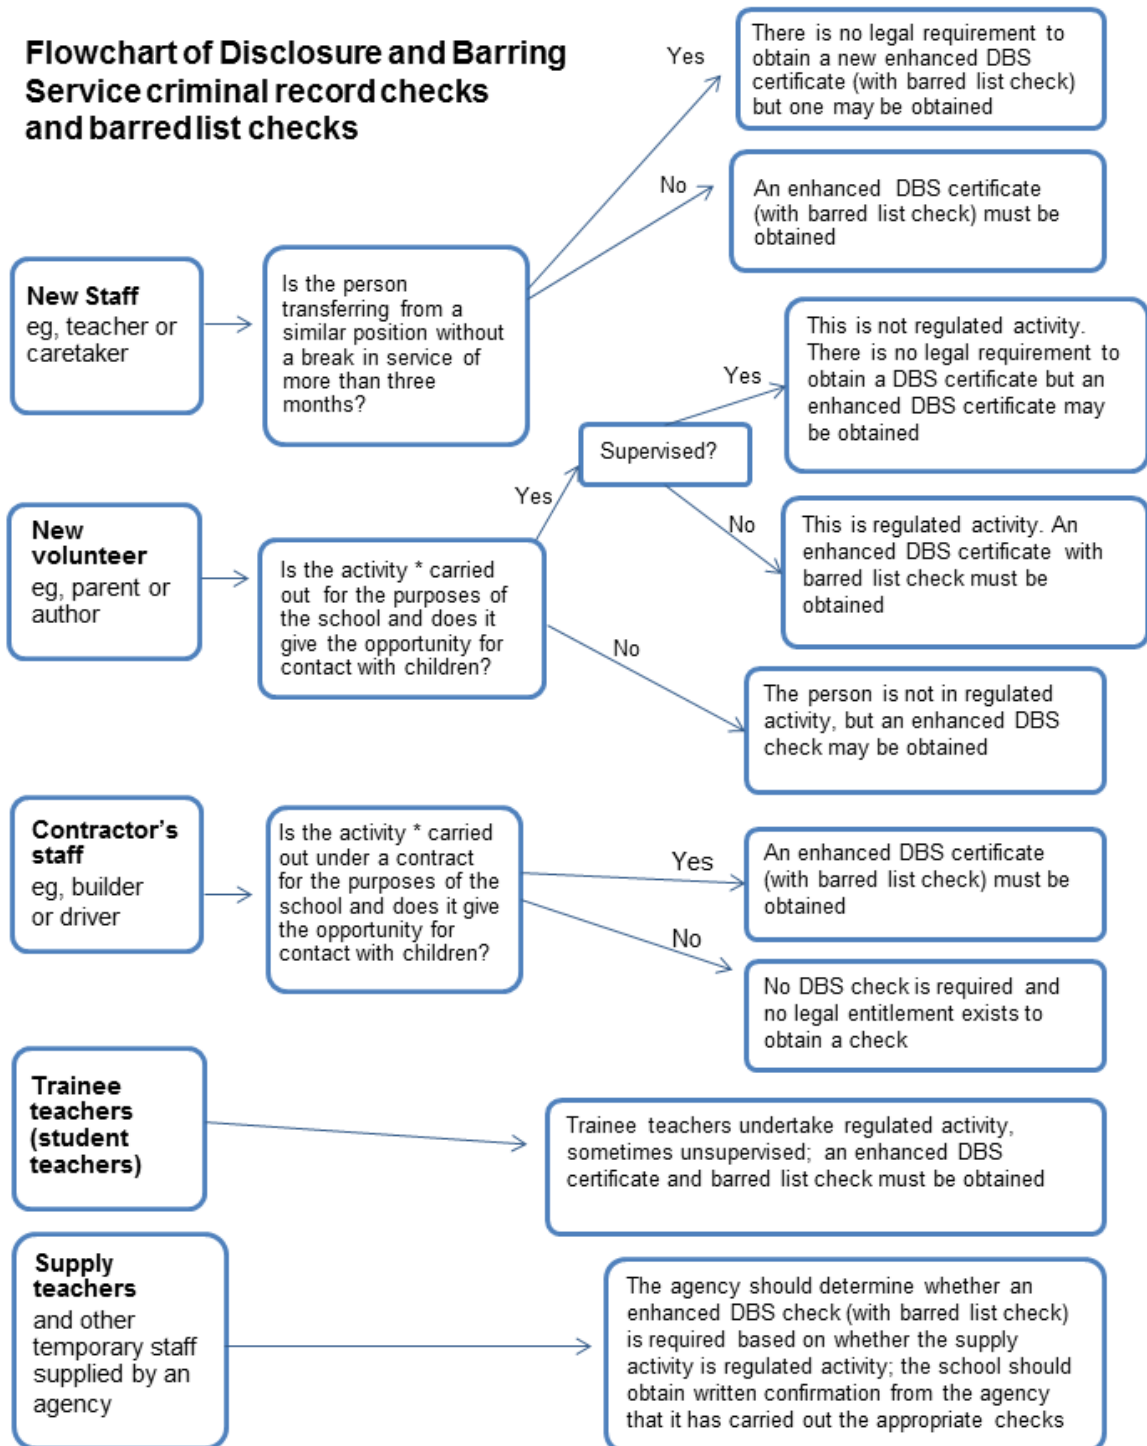 Flowchart of Disclosure and Barring
Service criminal record checks
and barred list checks
Yes
There is no legal requirement to
obtain a new enhanced DBS
certificate (with barred list check)
but one may be obtained
No
An enhanced DBS certificate
(with barred list check) must be
obtained
New Staff
eg, teacher or
caretaker
Is the person
transferring from a
similar position without
a break in service of
more than three
months?
New
volunteer
eg, parent or
author
Is the activity * carried
out for the purposes of
the school and does it
give the opportunity for
contact with children?
Yes
Supervised?
Yes
This is not regulated activity.
There is no legal requirement to
obtain a DBS certificate but an
enhanced DBS certificate may
be obtained
No
This is regulated activity. An
enhanced DBS certificate with
barred list check must be
obtained
No
The person is not in regulated
activity, but an enhanced DBS
check may be obtained
Contractor's
staff
eg, builder
or driver
Is the activity * carried
out under a contract
for the purposes of the
school and does it give
the opportunity for
contact with children?
Yes
An enhanced DBS certificate
(with barred list check) must be
obtained
No
No DBS check is required and
no legal entitlement exists to
obtain a check
Trainee
teachers
(student
teachers)
Trainee teachers undertake regulated activity,
sometimes unsupervised; an enhanced DBS
certificate and barred list check must be obtained
Supply
teachers
and other
temporary staff
supplied by an
agency
The agency should determine whether an
enhanced DBS check (with barred list check)
is required based on whether the supply
activity is regulated activity; the school should
obtain written confirmation from the agency
that it has carried out the appropriate checks